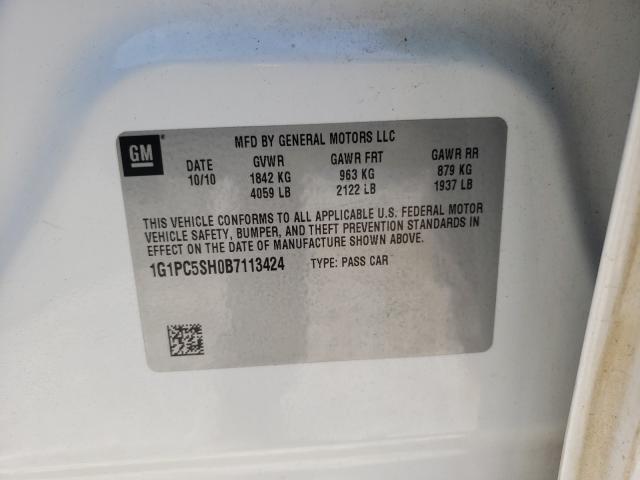 GM
MFD BY GENERAL MOTORS LLC
DATE GVWR GAWR FRT GAWR RR
10/10 1842 KG 963 KG 879 KG
4059 LB 2122 LB 1937 LB
THIS VEHICLE CONFORMS TO ALL APPLICABLE U.S. FEDERAL MOTOR
VEHICLE SAFETY, BUMPER, AND THEFT PREVENTION STANDARDS IN
EFFECT ON THE DATE OF MANUFACTURE SHOWN ABOVE.
1G1PC5SH0B7113424 TYPE: PASS CAR